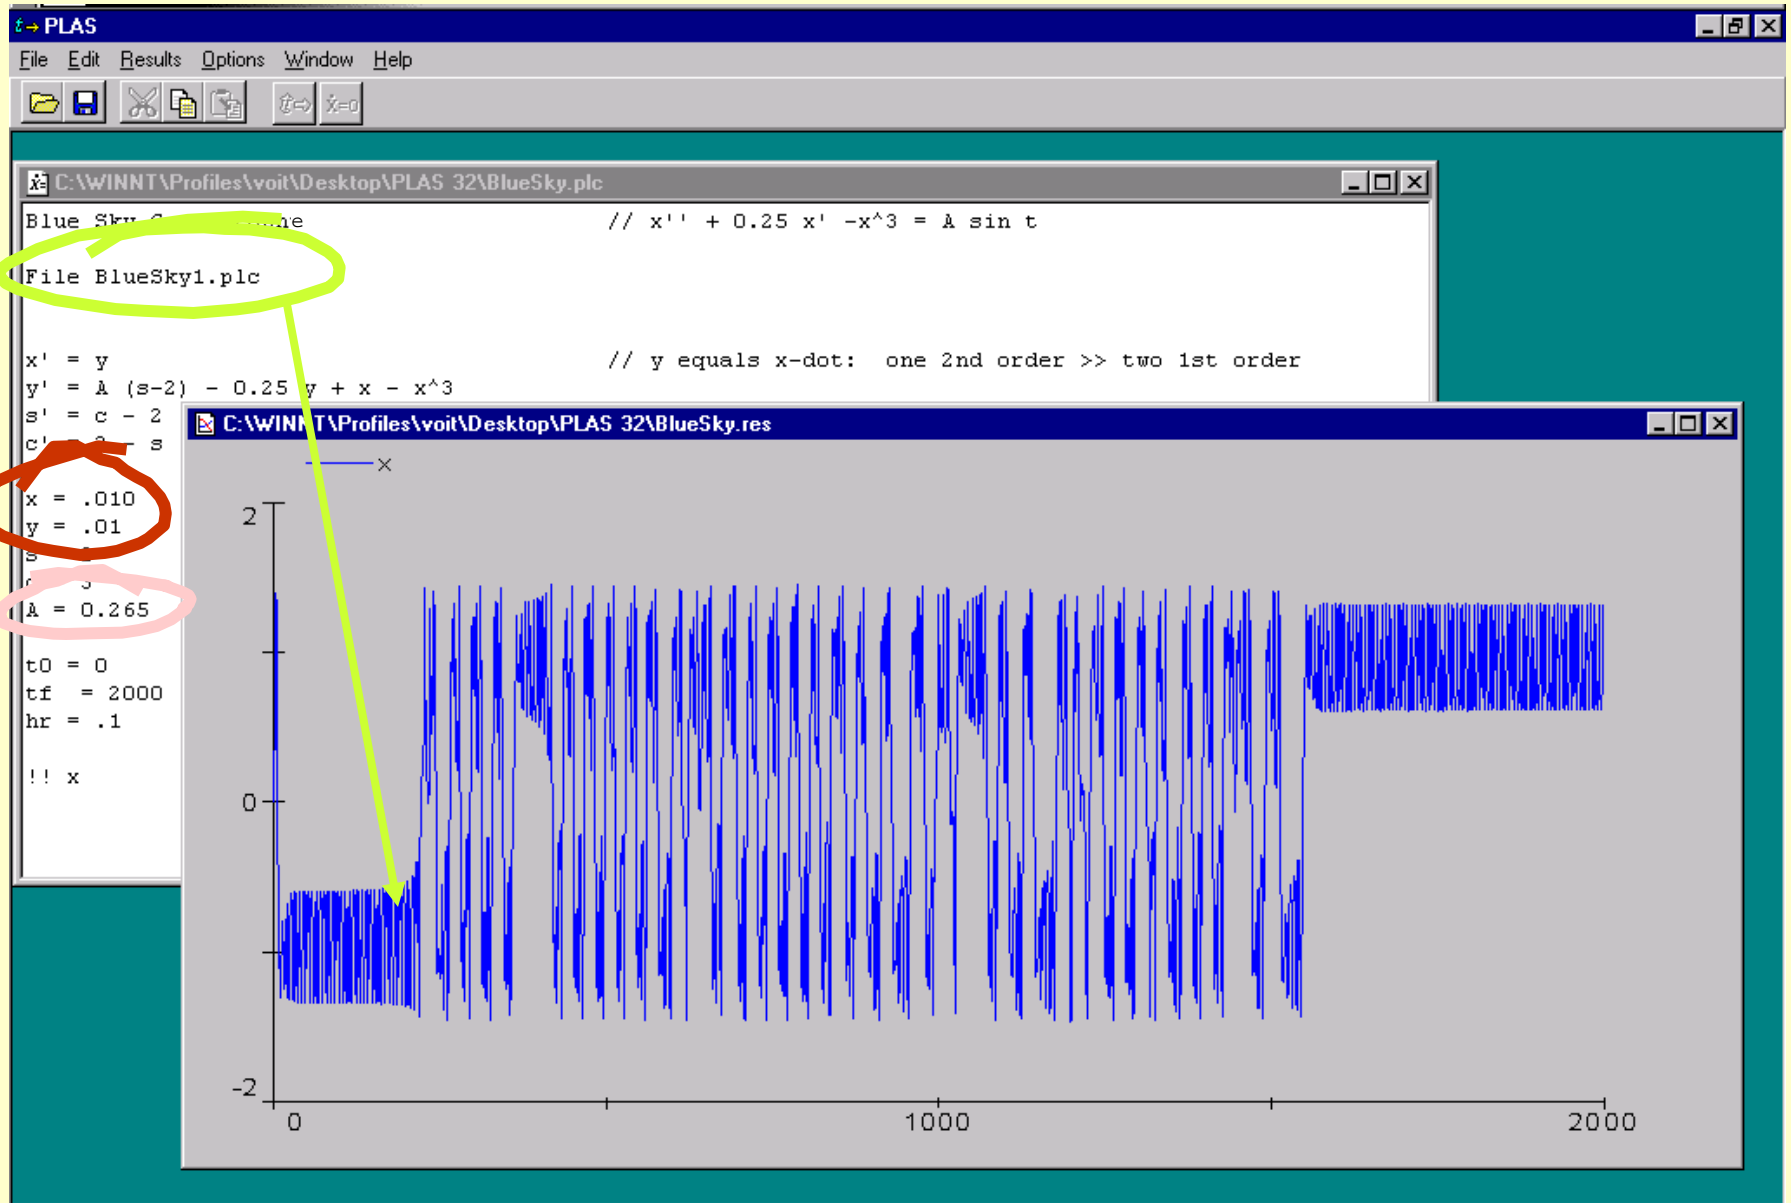 PLAS
File Edit Results Options Window Help
C:\WINNT\Profiles\voit\Desktop\PLAS 32\BlueSky.plc
Blue Sky // x'' + 0.25 x' -x^3 = A sin t
File BlueSky1.plc
x' = y // y equals x-dot: one 2nd order >> two 1st order
y' = A (s-2) - 0.25 y + x - x^3
s' = c - 2
c' = 2 - s
x = .010
y = .01
A = 0.265
t0 = 0
tf = 2000
hr = .1
!! x
C:\WINNT\Profiles\voit\Desktop\PLAS 32\BlueSky.res
x
2
0
-2
0 1000 2000